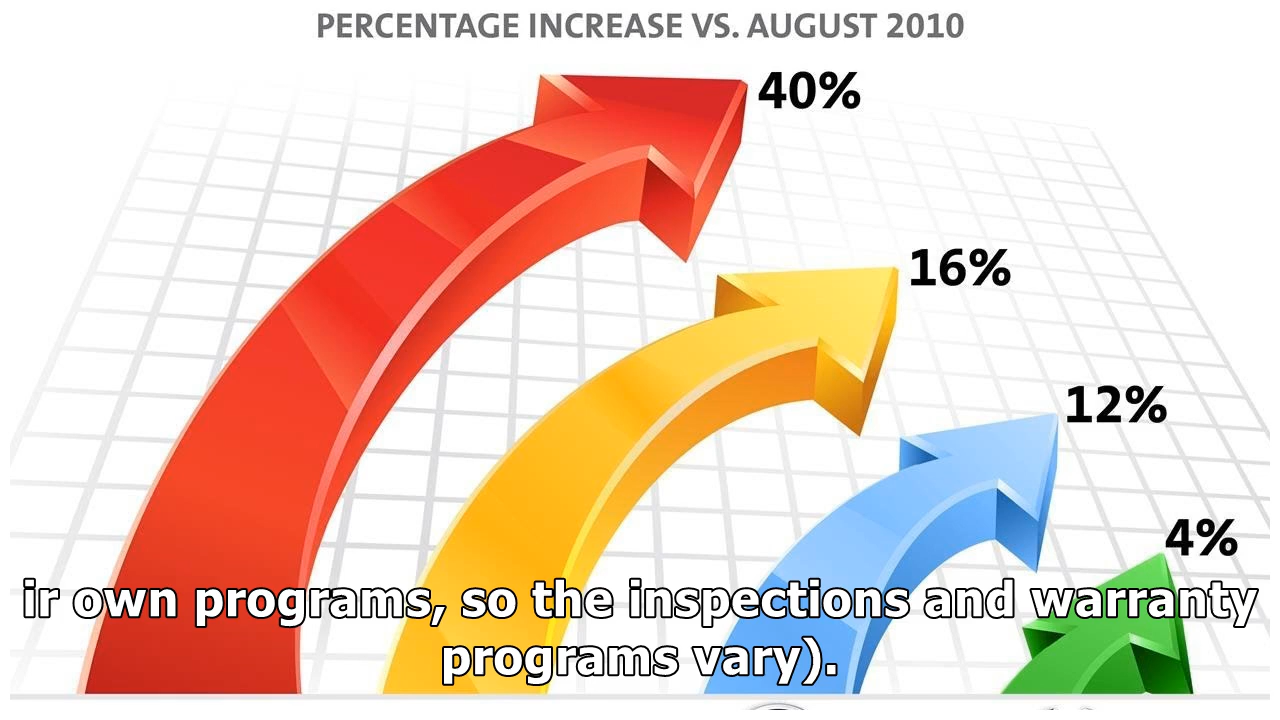 PERCENTAGE INCREASE VS. AUGUST 2010
40%
16%
12%
4%
ir own programs, so the inspections and warranty
programs vary).